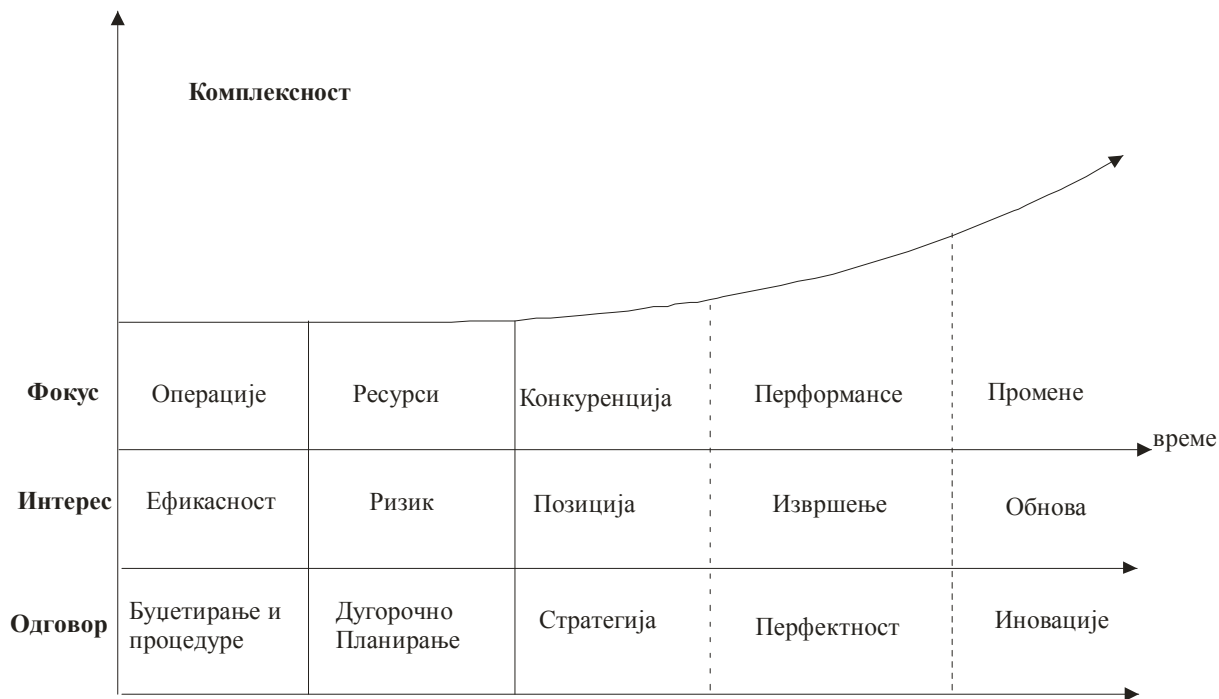 Комплексност
Фокус
Операције
Ресурси
Конкуренција
Перформансе
Промене
време
Интерес
Ефикасност
Ризик
Позиција
Извршење
Обнова
Одговор
Буџетирање и
процедуре
Дугорочно
Планирање
Стратегија
Перфектност
Иновације